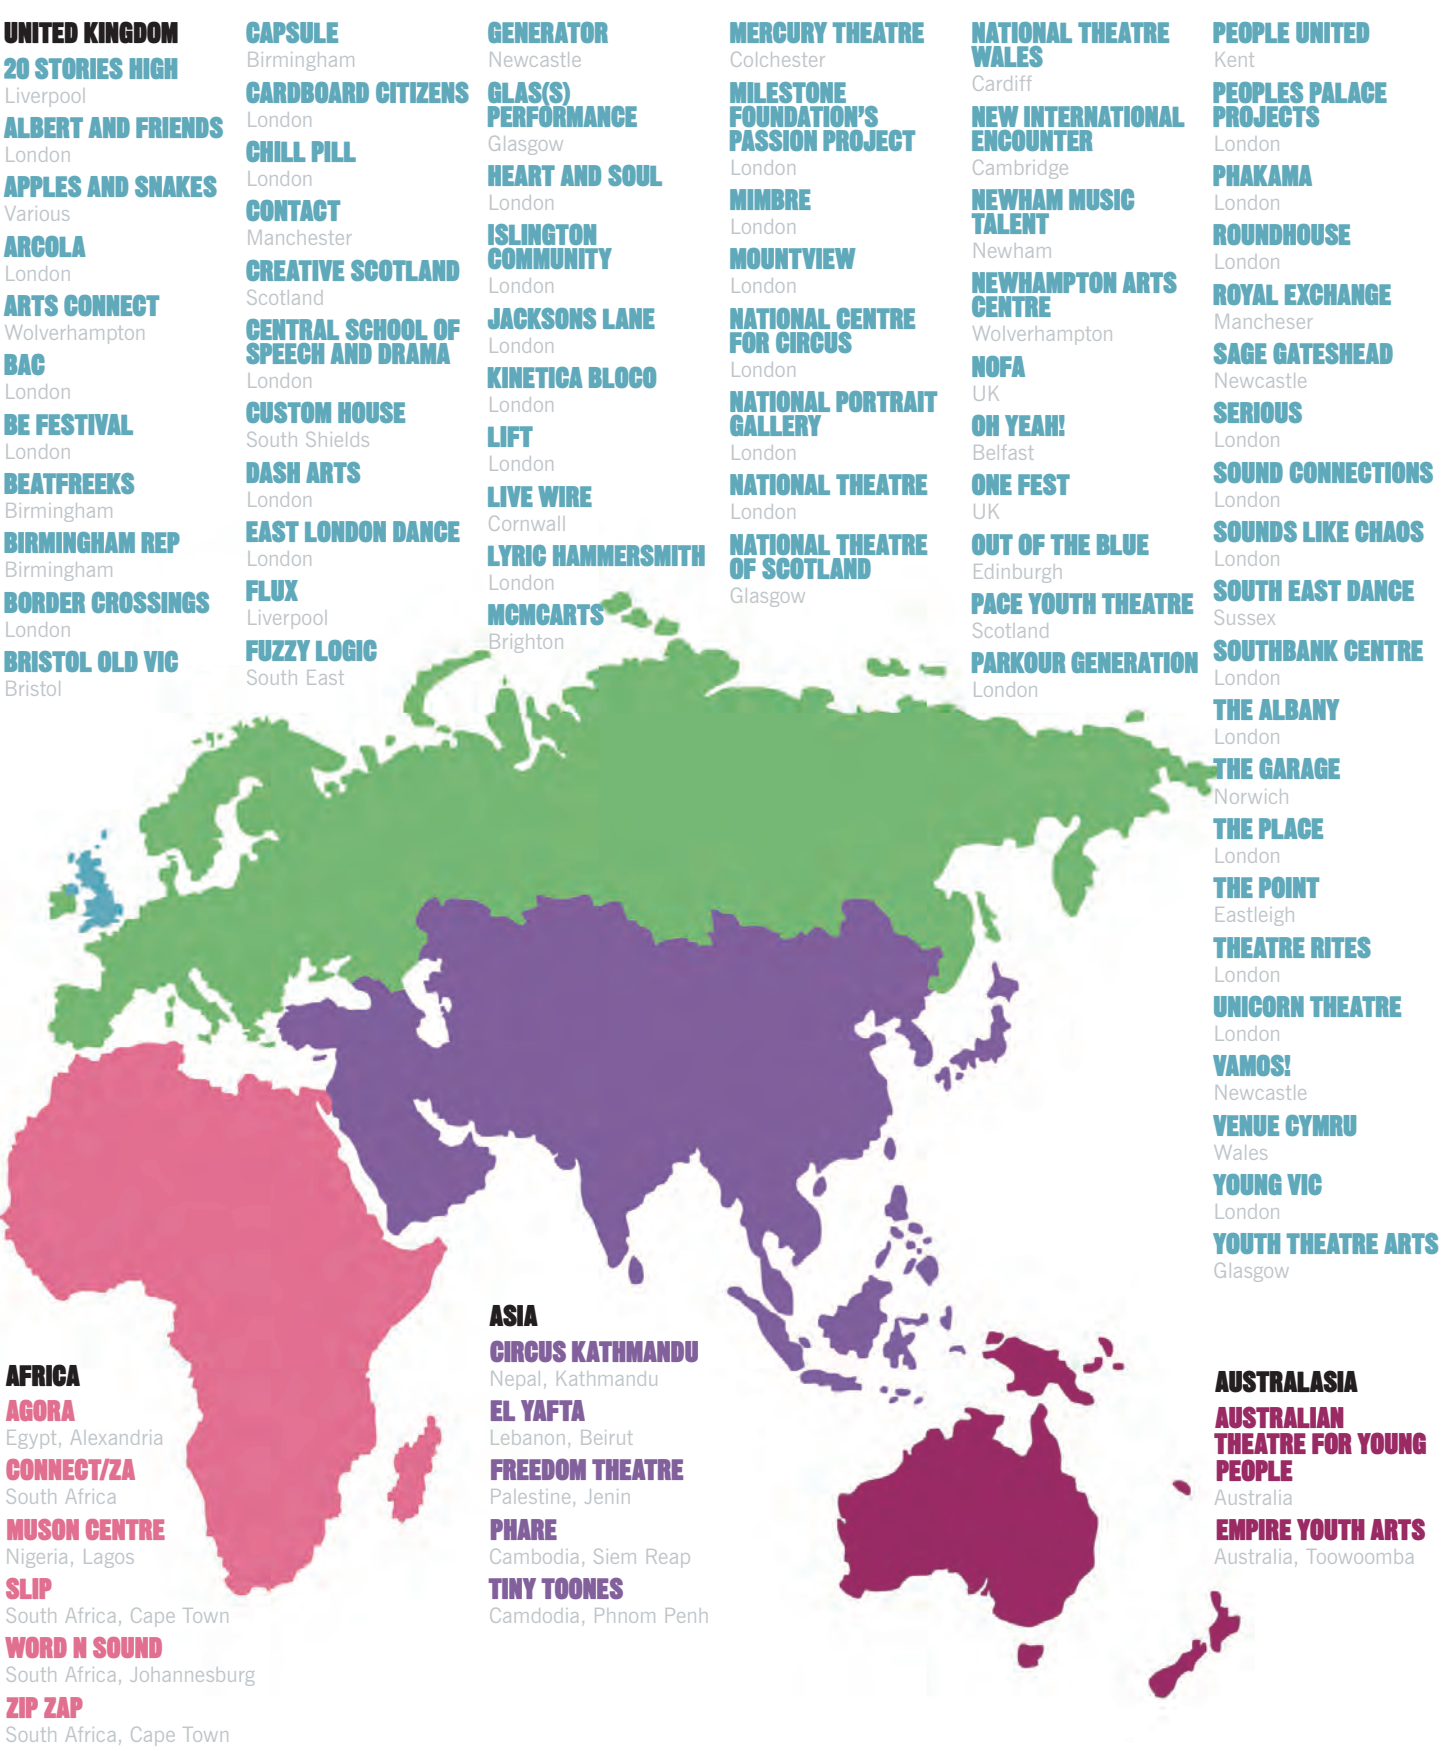 UNITED KINGDOM
20 STORIES HIGH
Liverpool
ALBERT AND FRIENDS
London
APPLES AND SNAKES
Various
ARCOLA
London
ARTS CONNECT
Wolverhampton
BAC
London
BE FESTIVAL
London
BEATFREEKS
Birmingham
BIRMINGHAM REP
Birmingham
BORDER CROSSINGS
London
BRISTOL OLD VIC
Bristol
CAPSULE
Birmingham
CARDBOARD CITIZENS
London
CHILL PILL
London
CONTACT
Manchester
CREATIVE SCOTLAND
Scotland
CENTRAL SCHOOL OF
SPEECH AND DRAMA
London
CUSTOM HOUSE
South Shields
DASH ARTS
London
EAST LONDON DANCE
London
FLUX
Liverpool
FUZZY LOGIC
South East
GENERATOR
Newcastle
GLAS(S)
PERFORMANCE
Glasgow
HEART AND SOUL
London
ISLINGTON
COMMUNITY
London
JACKSONS LANE
London
KINETICA BLOCO
London
LIFT
London
LIVE WIRE
Cornwall
LYRIC HAMMERSMITH
London
MCMCARTS
Brighton
MERCURY THEATRE
Colchester
MILESTONE
FOUNDATION'S
PASSION PROJECT
London
MIMBRE
London
MOUNTVIEW
London
NATIONAL CENTRE
FOR CIRCUS
London
NATIONAL PORTRAIT
GALLERY
London
NATIONAL THEATRE
London
NATIONAL THEATRE
OF SCOTLAND
Glasgow
NATIONAL THEATRE
WALES
Cardiff
NEW INTERNATIONAL
ENCOUNTER
Cambridge
NEWHAM MUSIC
TALENT
Newham
NEWHAMPTON ARTS
CENTRE
Wolverhampton
NOFA
UK
OH YEAH!
Belfast
ONE FEST
UK
OUT OF THE BLUE
Edinburgh
PACE YOUTH THEATRE
Scotland
PARKOUR GENERATION
London
PEOPLE UNITED
Kent
PEOPLES PALACE
PROJECTS
London
PHAKAMA
London
ROUNDHOUSE
London
ROYAL EXCHANGE
Mancheser
SAGE GATESHEAD
Newcastle
SERIOUS
London
SOUND CONNECTIONS
London
SOUNDS LIKE CHAOS
London
SOUTH EAST DANCE
Sussex
SOUTHBANK CENTRE
London
THE ALBANY
London
THE GARAGE
Norwich
THE PLACE
London
THE POINT
Eastleigh
THEATRE RITES
London
UNICORN THEATRE
London
VAMOS!
Newcastle
VENUE CYMRU
Wales
YOUNG VIC
London
YOUTH THEATRE ARTS
Glasgow
AFRICA
AGORA
Egypt, Alexandria
CONNECT/ZA
South Africa
MUSON CENTRE
Nigeria, Lagos
SLIP
South Africa, Cape Town
WORD N SOUND
South Africa, Johannesburg
ZIP ZAP
South Africa, Cape Town
ASIA
CIRCUS KATHMANDU
Nepal, Kathmandu
EL YAFTA
Lebanon, Beirut
FREEDOM THEATRE
Palestine, Jenin
PHARE
Cambodia, Siem Reap
TINY TOONES
Camdodia, Phnom Penh
AUSTRALASIA
AUSTRALIAN
THEATRE FOR YOUNG
PEOPLE
Australia
EMPIRE YOUTH ARTS
Australia, Toowoomba